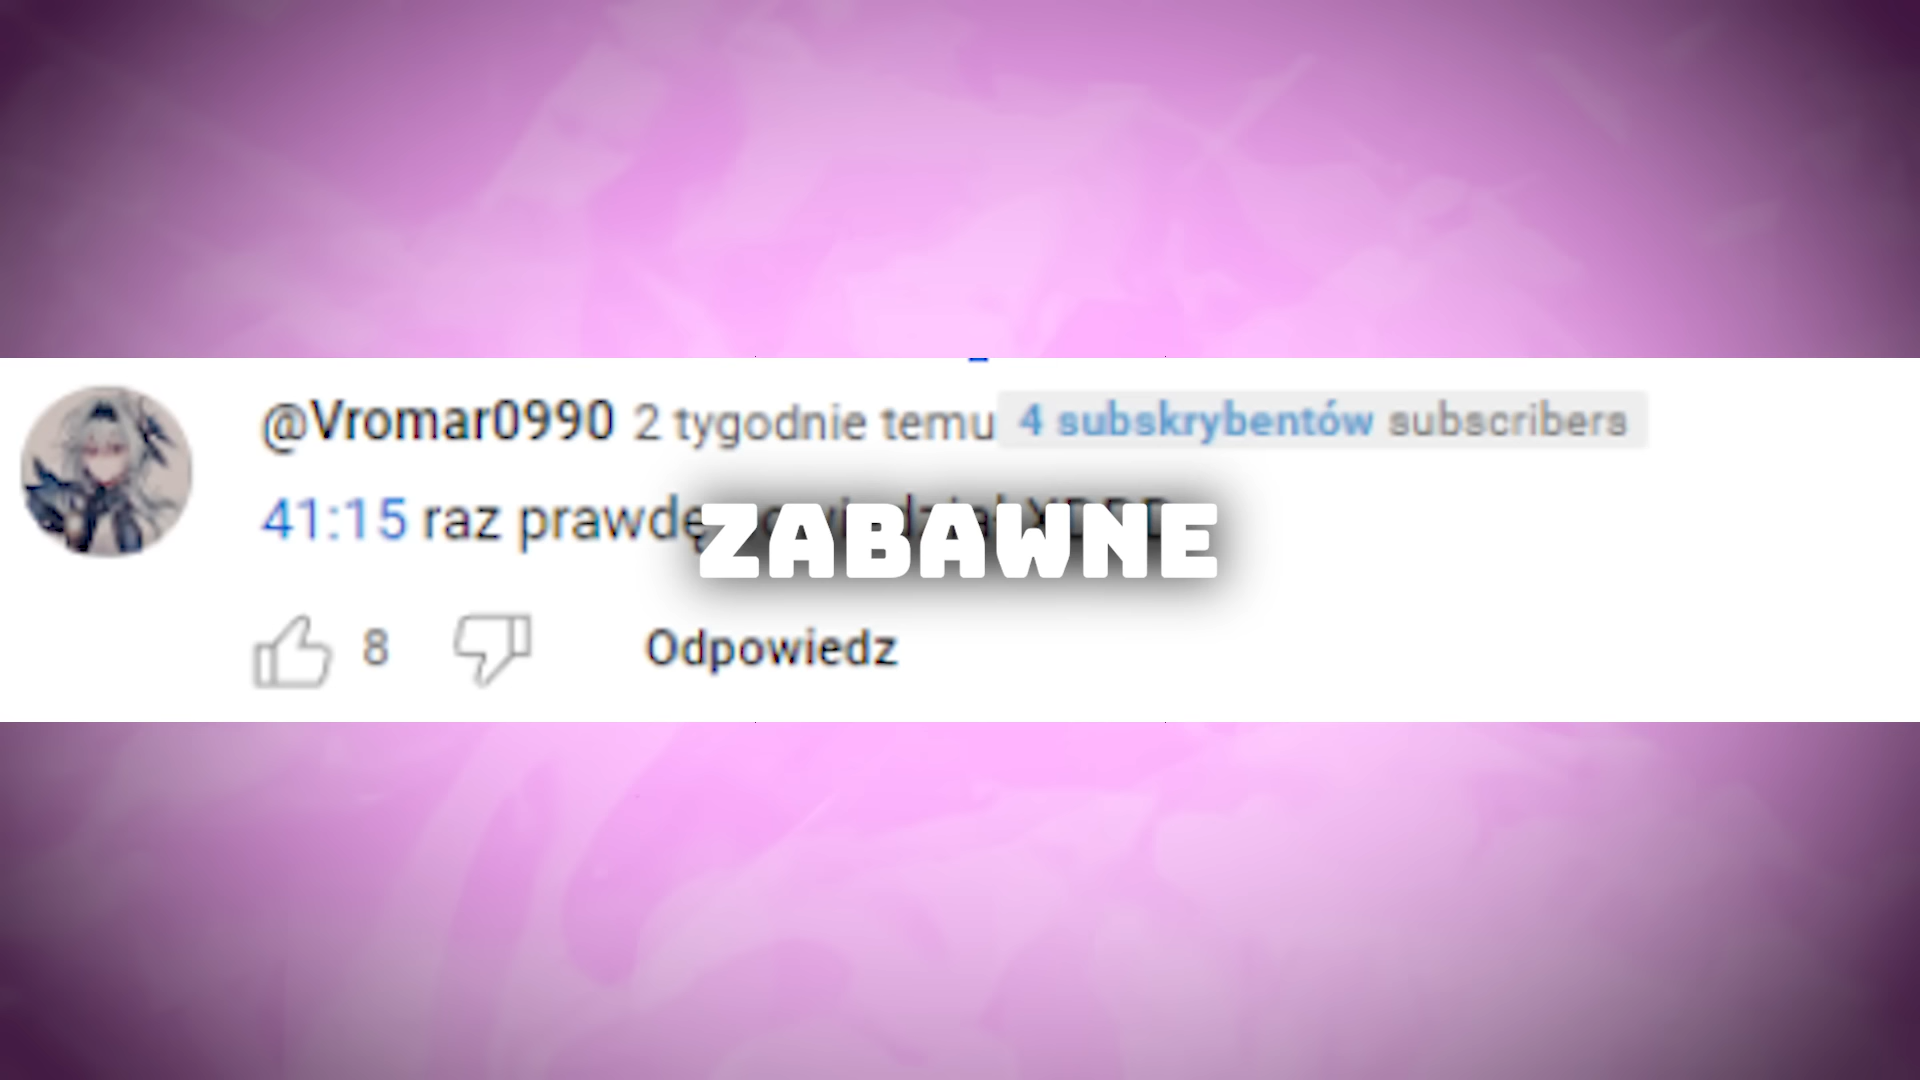 @Vromar0990 2 tygodnie temu 4 subskrybentów subscribers
41:15 raz prawdę
ZABAWNE
8 Odpowiedz